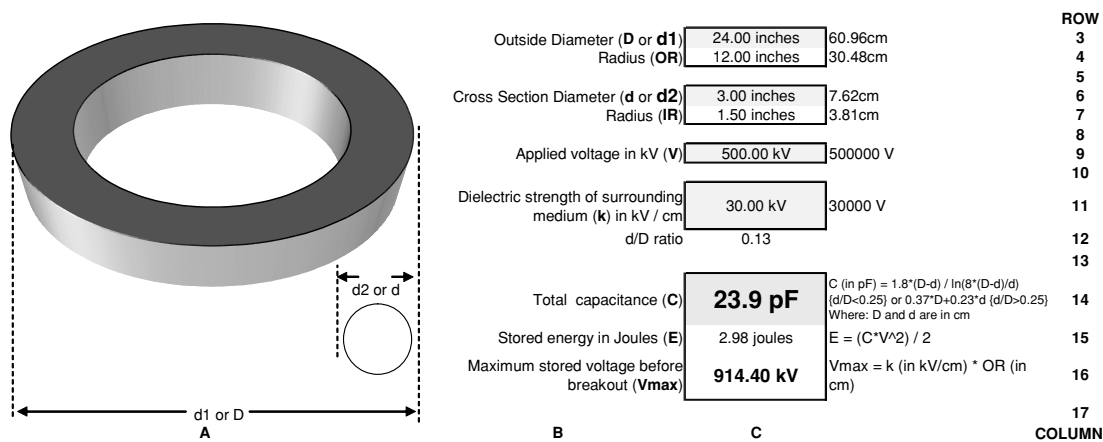 ROW
Outside Diameter (D or d1) 24.00 inches 60.96cm 3
Radius (OR) 12.00 inches 30.48cm 4
5
Cross Section Diameter (d or d2) 3.00 inches 7.62cm 6
Radius (IR) 1.50 inches 3.81cm 7
8
Applied voltage in kV (V) 500.00 kV 500000 V 9
10
Dielectric strength of surrounding
medium (k) in kV / cm 30.00 kV 30000 V 11
d/D ratio 0.13 12
13
Total capacitance (C) 23.9 pF 14
C (in pF) = 1.8*(D-d) / ln(8*(D-d)/d)
{d/D<0.25} or 0.37*D+0.23*d {d/D>0.25}
Where: D and d are in cm
Stored energy in Joules (E) 2.98 joules E = (C*V^2) / 2 15
Maximum stored voltage before
breakout (Vmax) 914.40 kV 16
Vmax = k (in kV/cm) * OR (in
cm)
17
d2 or d
d1 or D
A B C COLUMN